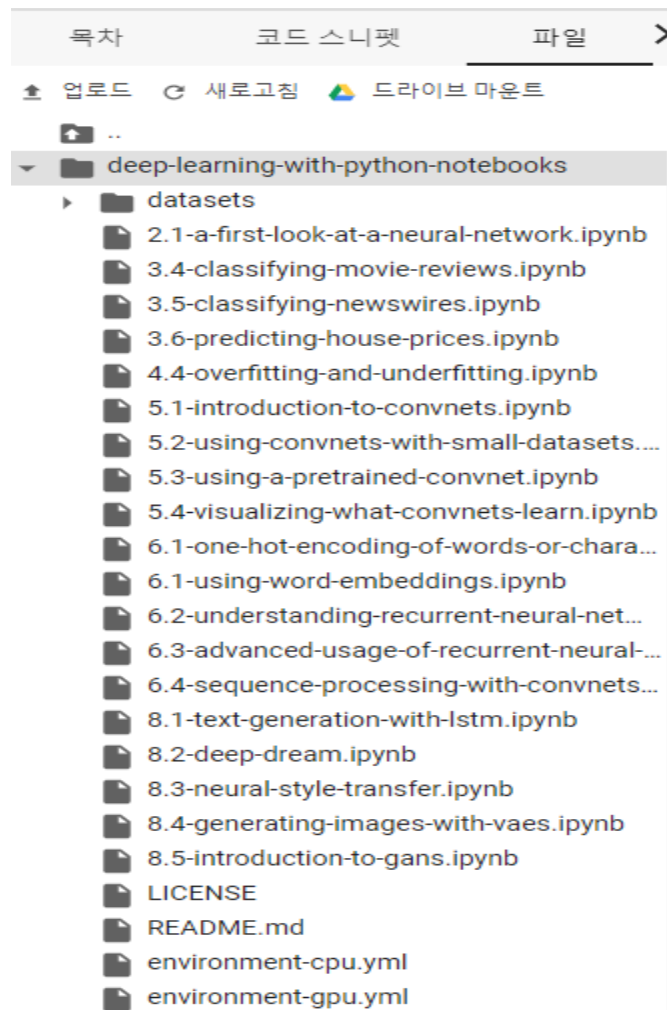 목차 코드 스니펫 파일
업로드 새로고침 드라이브 마운트
..
deep-learning-with-python-notebooks
datasets
2.1-a-first-look-at-a-neural-network.ipynb
3.4-classifying-movie-reviews.ipynb
3.5-classifying-newswires.ipynb
3.6-predicting-house-prices.ipynb
4.4-overfitting-and-underfitting.ipynb
5.1-introduction-to-convnets.ipynb
5.2-using-convnets-with-small-datasets....
5.3-using-a-pretrained-convnet.ipynb
5.4-visualizing-what-convnets-learn.ipynb
6.1-one-hot-encoding-of-words-or-chara...
6.1-using-word-embeddings.ipynb
6.2-understanding-recurrent-neural-net...
6.3-advanced-usage-of-recurrent-neural-...
6.4-sequence-processing-with-convnets...
8.1-text-generation-with-lstm.ipynb
8.2-deep-dream.ipynb
8.3-neural-style-transfer.ipynb
8.4-generating-images-with-vaes.ipynb
8.5-introduction-to-gans.ipynb
LICENSE
README.md
environment-cpu.yml
environment-gpu.yml